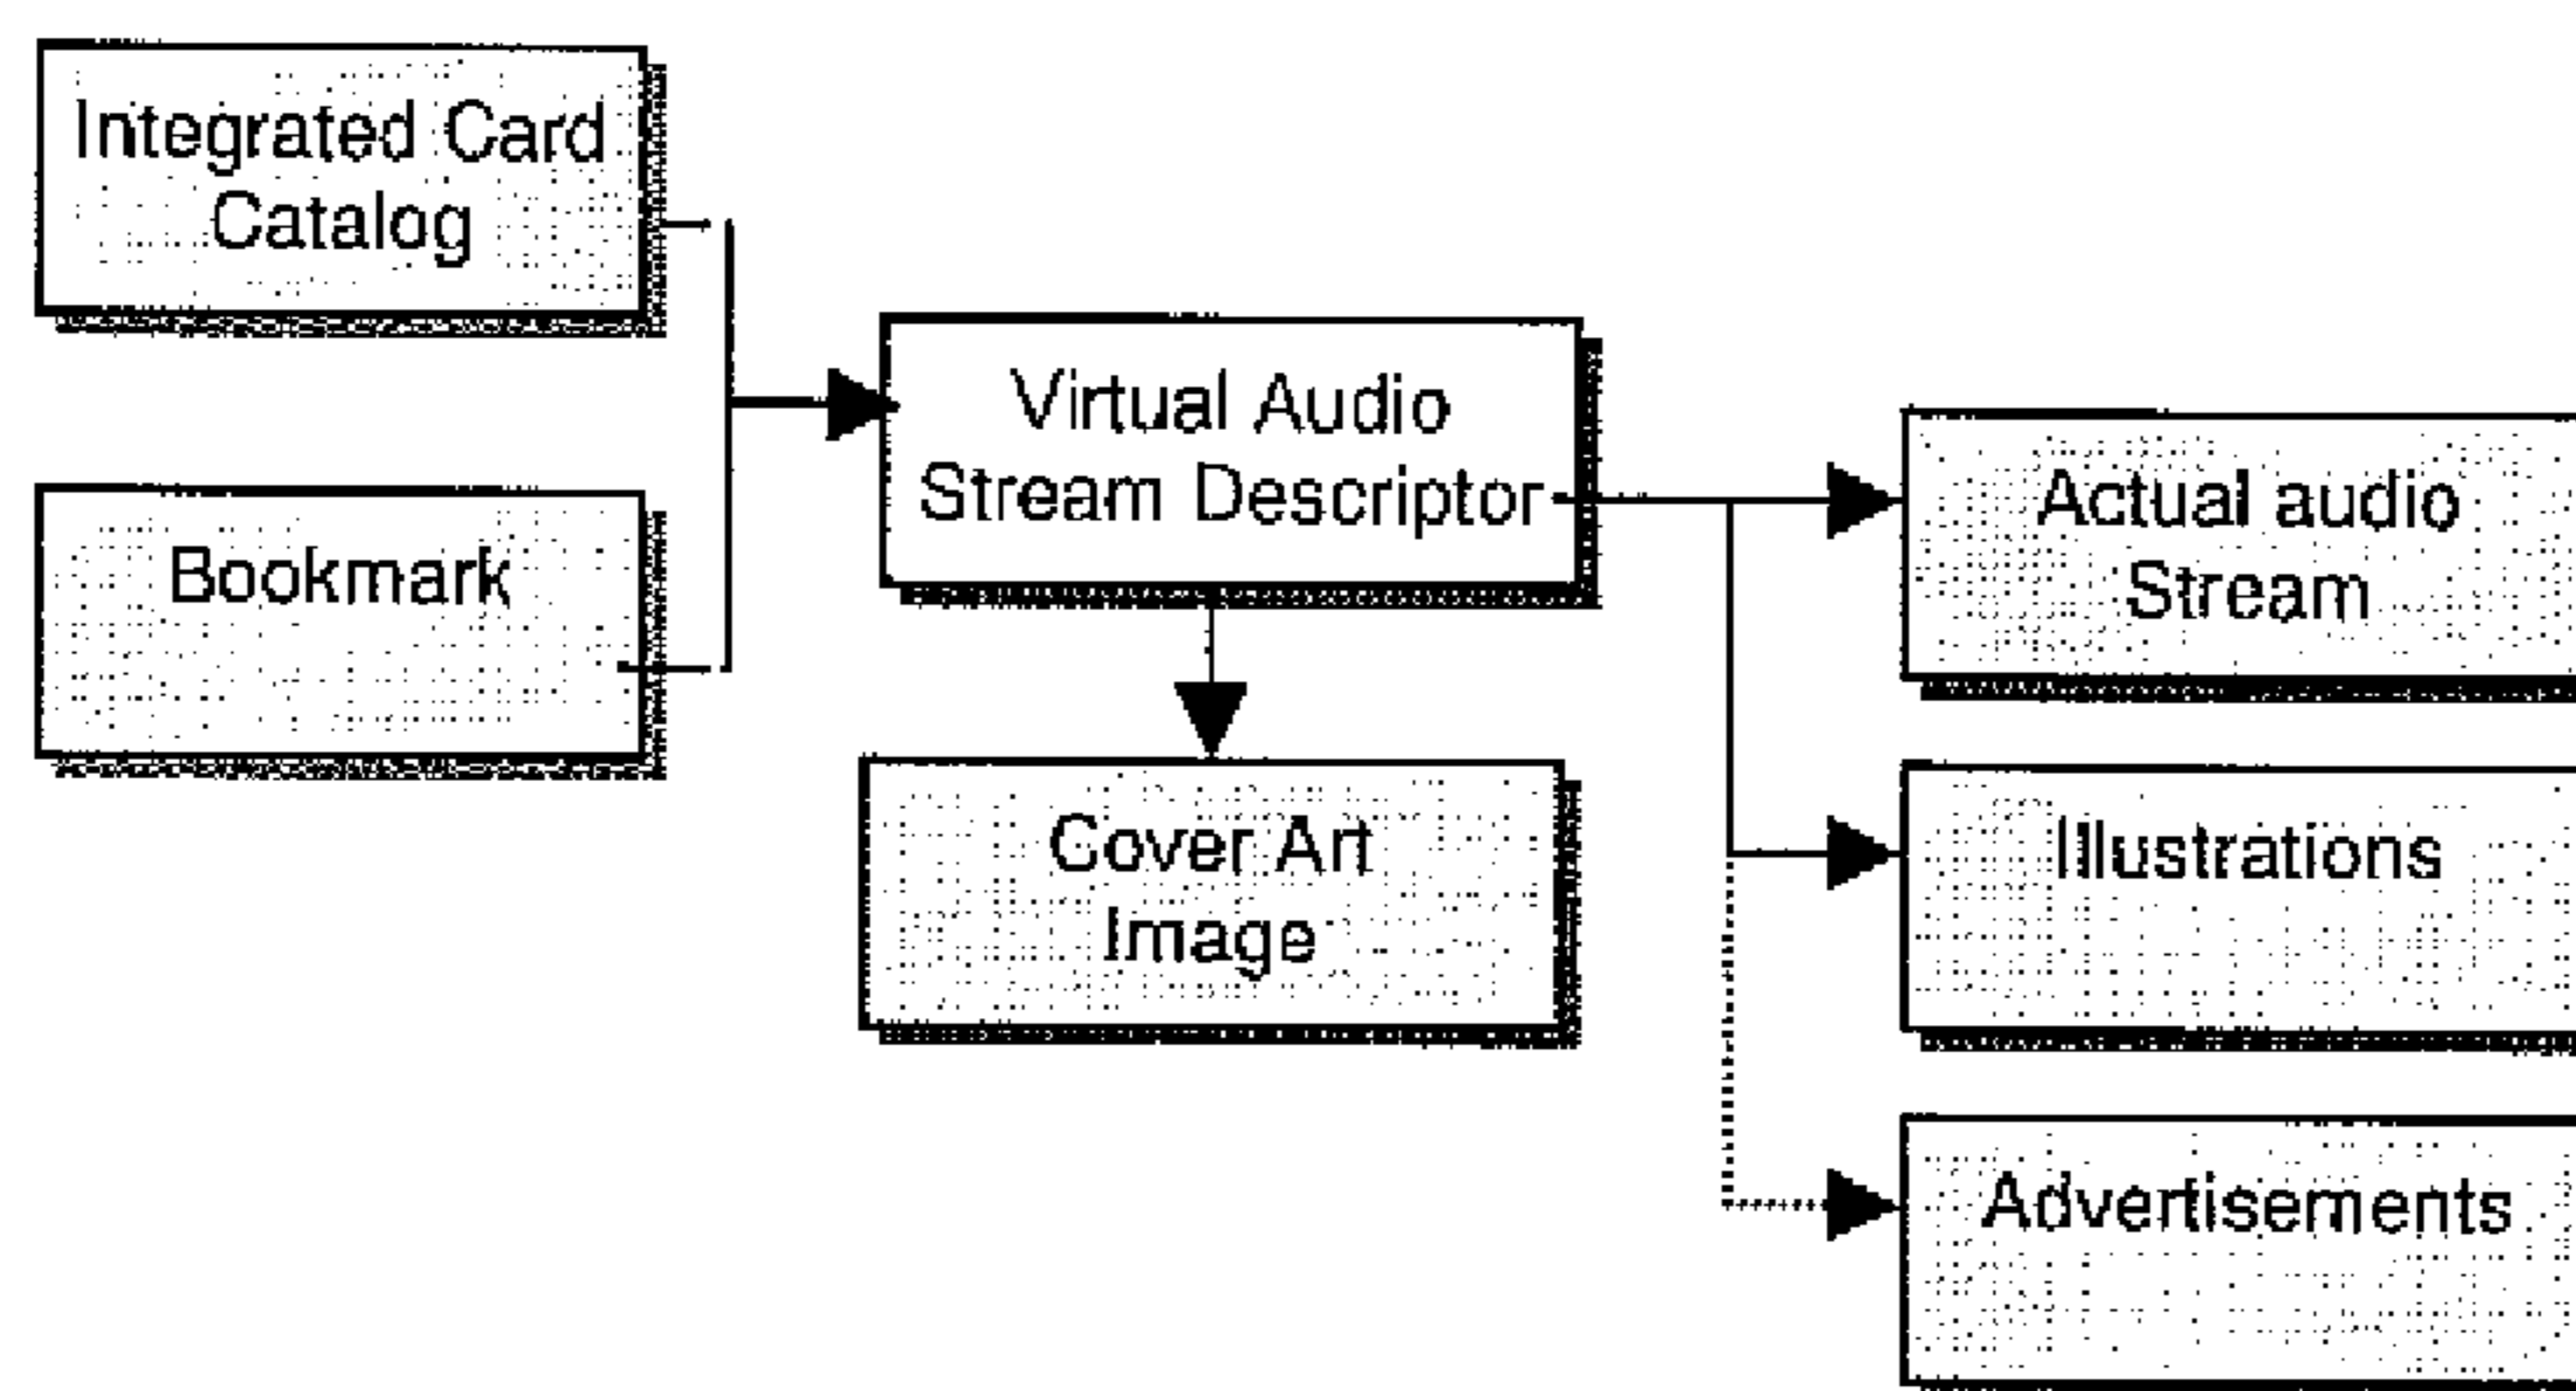 Integrated Card
Catalog
Bookmark
Virtual Audio
Stream Descriptor
Cover Art
Image
Actual audio
Stream
Illustrations
Advertisements